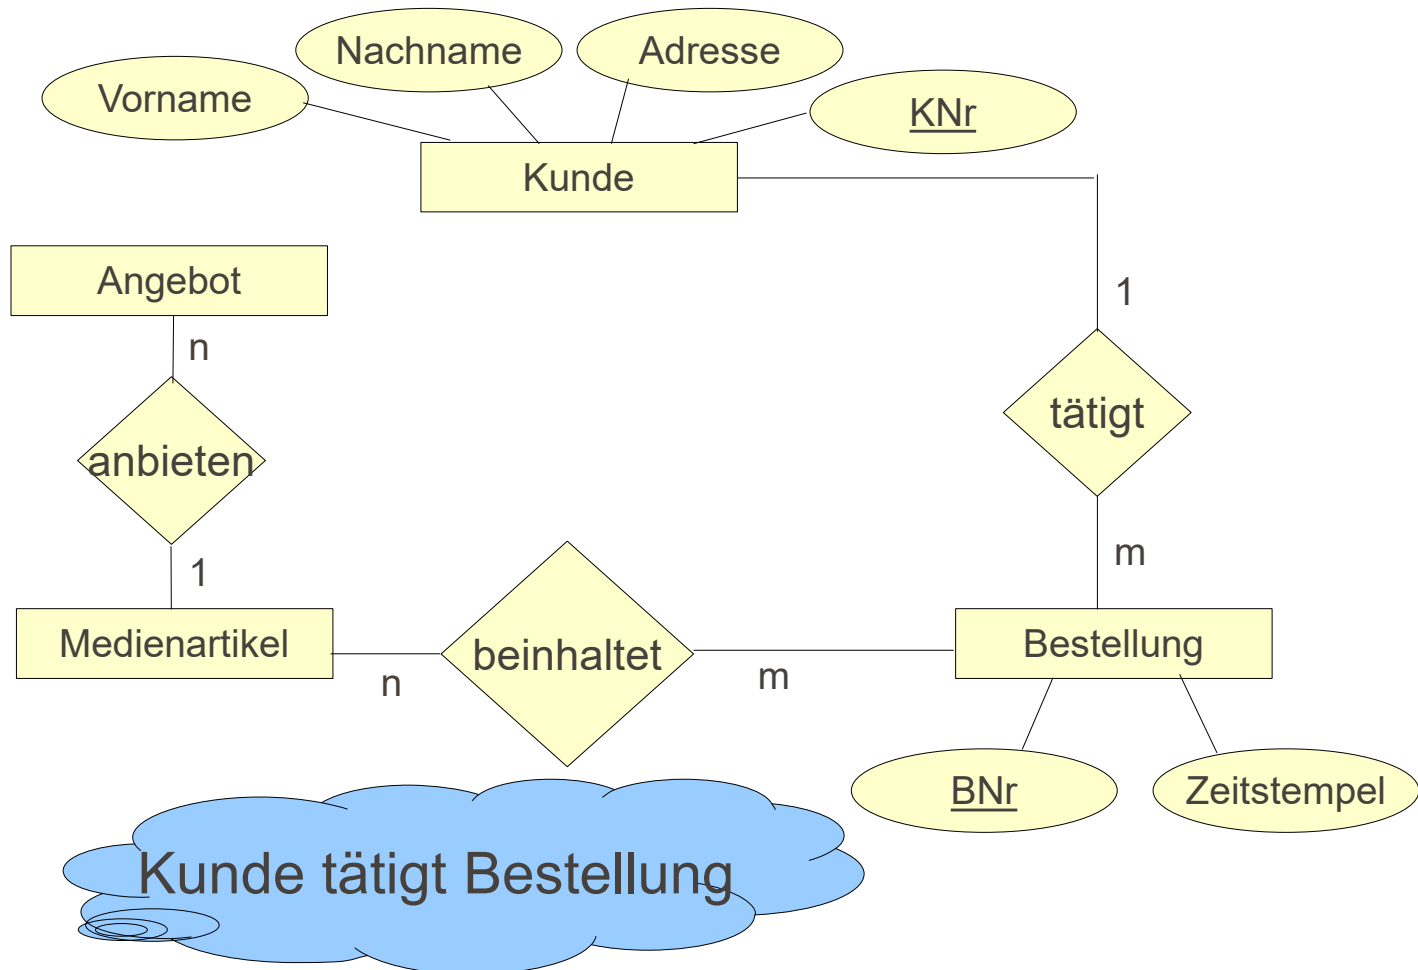 Nachname
Adresse
Vorname
KNr
Kunde
Angebot
1
n
tätigt
anbieten
m
1
Medienartikel
beinhaltet
Bestellung
n
m
BNr
Zeitstempel
Kunde tätigt Bestellung